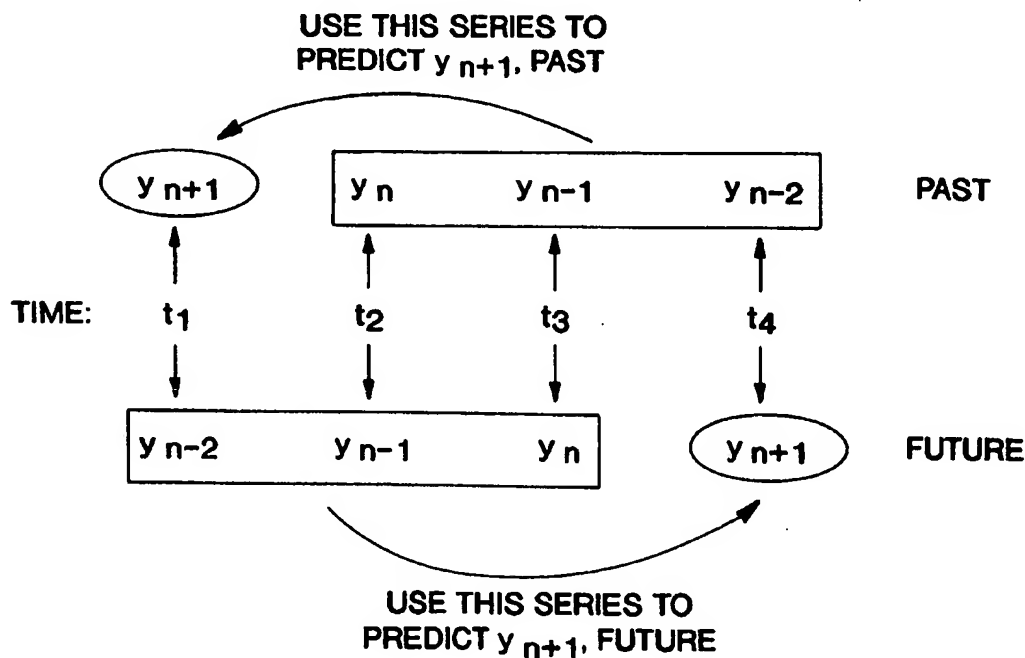 USE THIS SERIES TO
PREDICT y n+1, PAST
y n+1 y n y n-1 y n-2 PAST
TIME: t1 t2 t3 t4
y n-2 y n-1 y n y n+1 FUTURE
USE THIS SERIES TO
PREDICT y n+1, FUTURE